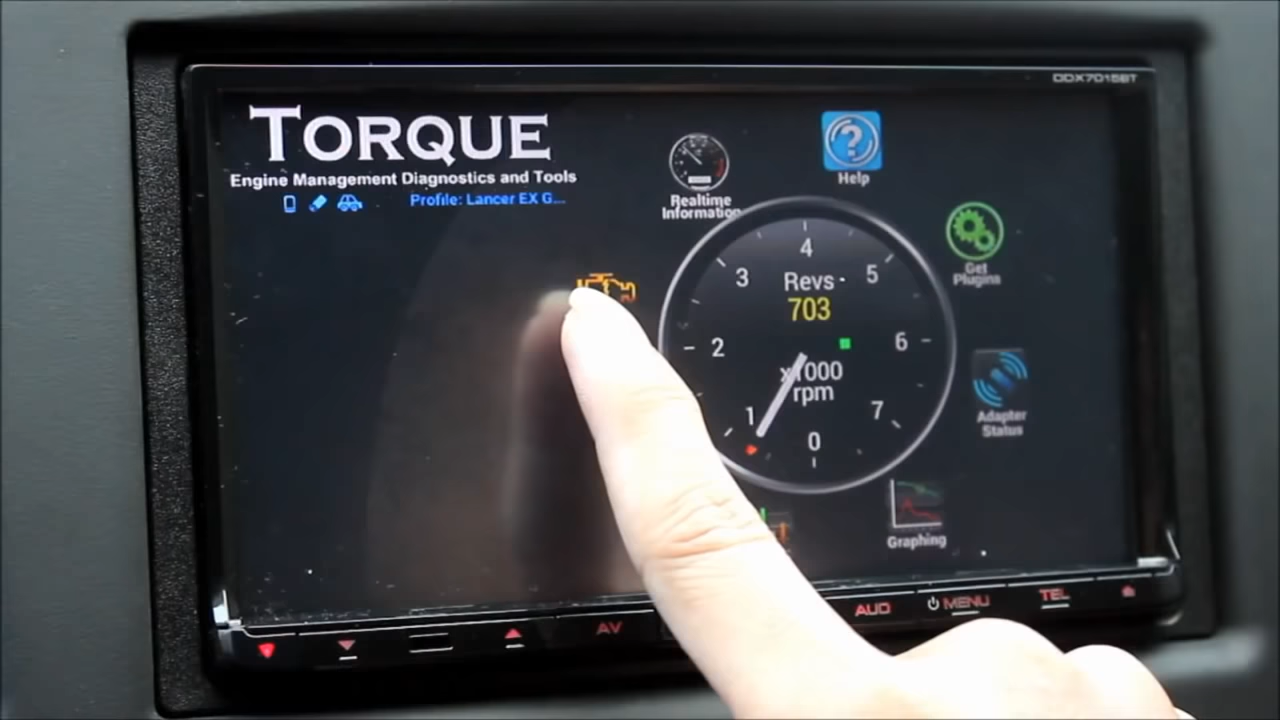 DDX7015BT
TORQUE
Engine Management Diagnostics and Tools
Profile: Lancer EX G...
Realtime
Information
Help
Get
Plugins
Adapter
Status
Graphing
Revs
703
x1000
rpm
0
1
2
3
4
5
6
7
AV
AUD
MENU
TEL